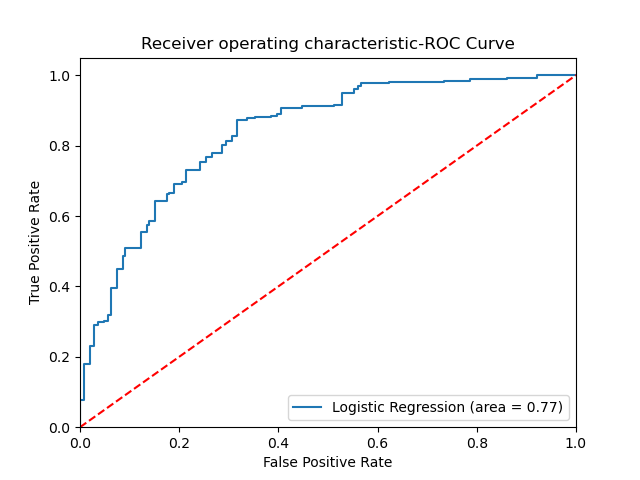 Receiver operating characteristic-ROC Curve
True Positive Rate
1.0
0.8
0.6
0.4
0.2
0.0
Logistic Regression (area = 0.77)
0.0 0.2 0.4 0.6 0.8 1.0
False Positive Rate